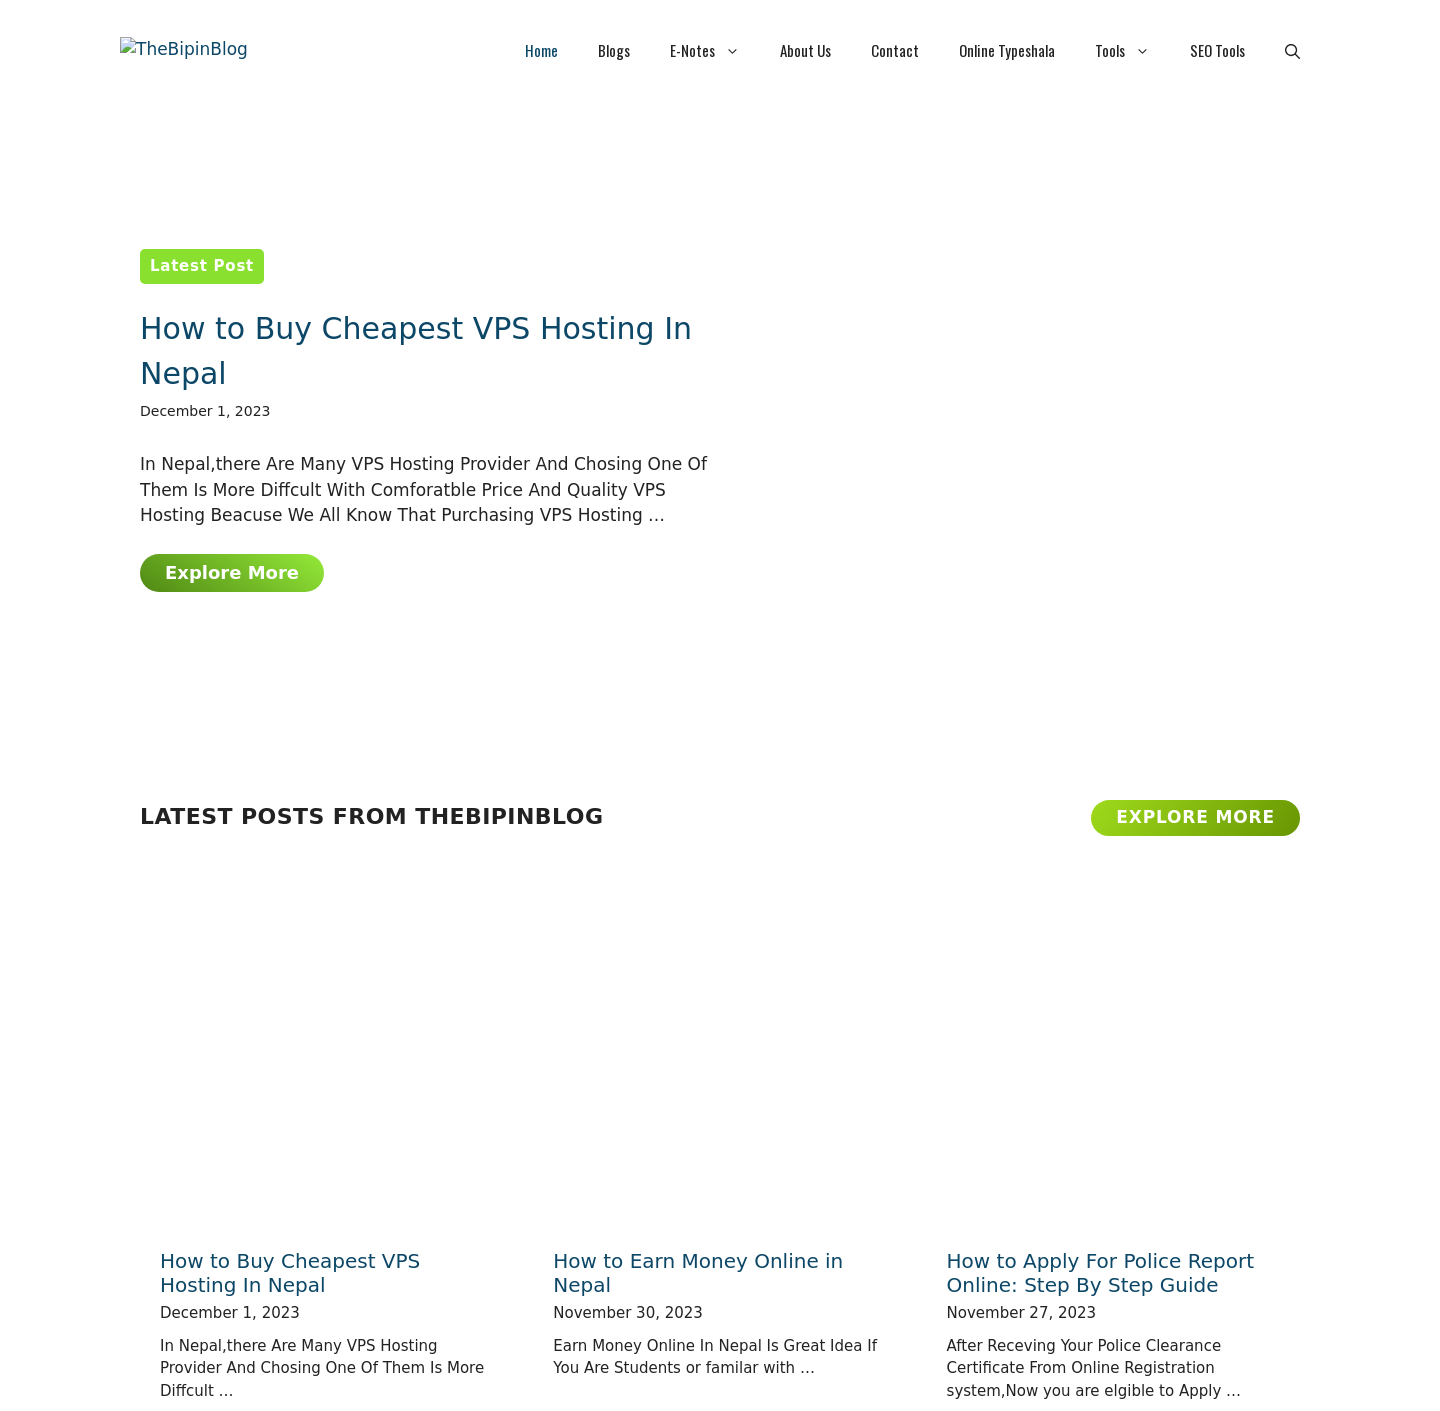 TheBipinBlog
Home Blogs E-Notes About Us Contact Online Typeshala Tools SEO Tools
Latest Post
How to Buy Cheapest VPS Hosting In
Nepal
December 1, 2023
In Nepal,there Are Many VPS Hosting Provider And Chosing One Of
Them Is More Diffcult With Comforatble Price And Quality VPS
Hosting Beacuse We All Know That Purchasing VPS Hosting …
Explore More
LATEST POSTS FROM THEBIPINBLOG
EXPLORE MORE
How to Buy Cheapest VPS
Hosting In Nepal
December 1, 2023
In Nepal,there Are Many VPS Hosting
Provider And Chosing One Of Them Is More
Diffcult …
How to Earn Money Online in
Nepal
November 30, 2023
Earn Money Online In Nepal Is Great Idea If
You Are Students or familar with …
How to Apply For Police Report
Online: Step By Step Guide
November 27, 2023
After Receving Your Police Clearance
Certificate From Online Registration
system,Now you are elgible to Apply …